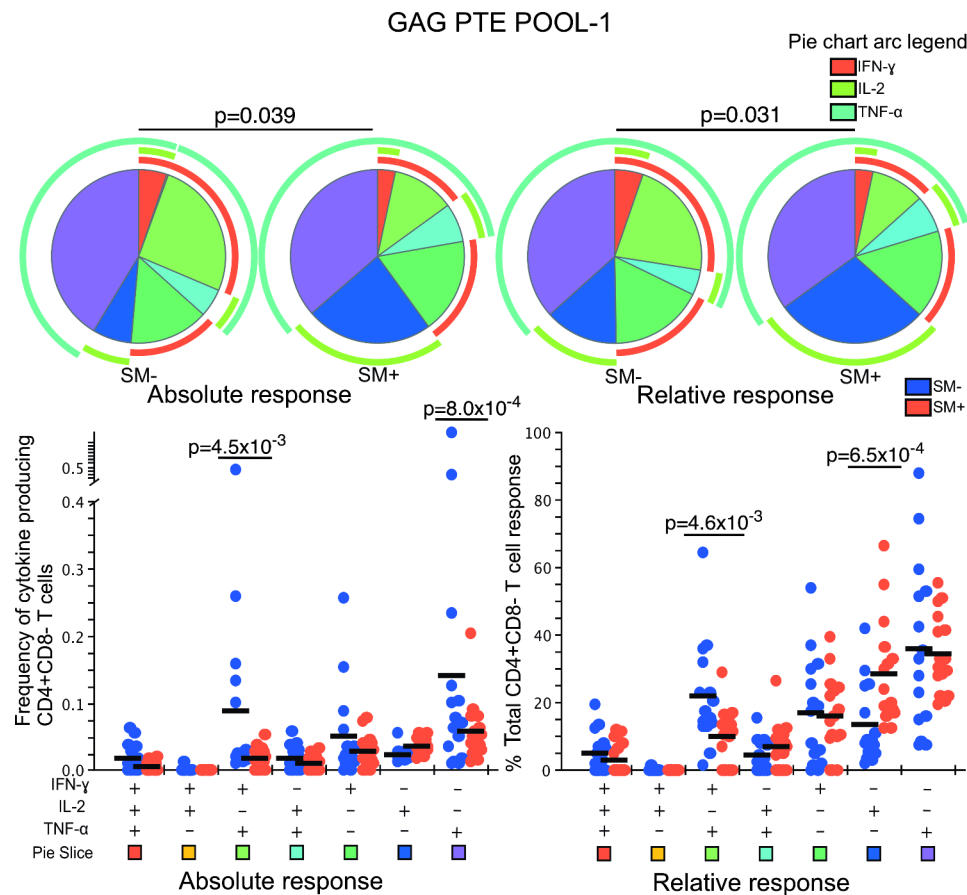 GAG PTE POOL-1
Pie chart arc legend
IFN-ɣ
IL-2
TNF-α
p=0.039
p=0.031
SM-
SM+
SM-
SM+
Absolute response
Relative response
SM-
SM+
p=4.5x10-3
p=8.0x10-4
p=4.6x10-3
p=6.5x10-4
Frequency of cytokine producing
CD4+CD8- T cells
0.5
0.4
0.3
0.2
0.1
0.0
% Total CD4+CD8- T cell response
100
80
60
40
20
0
IFN-ɣ + + + - + - - + + + - + - -
IL-2 + + - + - + - + + - + - + -
TNF-α + - + + - - + + - + + - - +
Pie Slice
Absolute response
Relative response